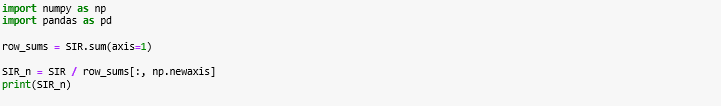 import numpy as np
import pandas as pd
row_sums = SIR.sum(axis=1)
SIR_n = SIR / row_sums[:, np.newaxis]
print(SIR_n)